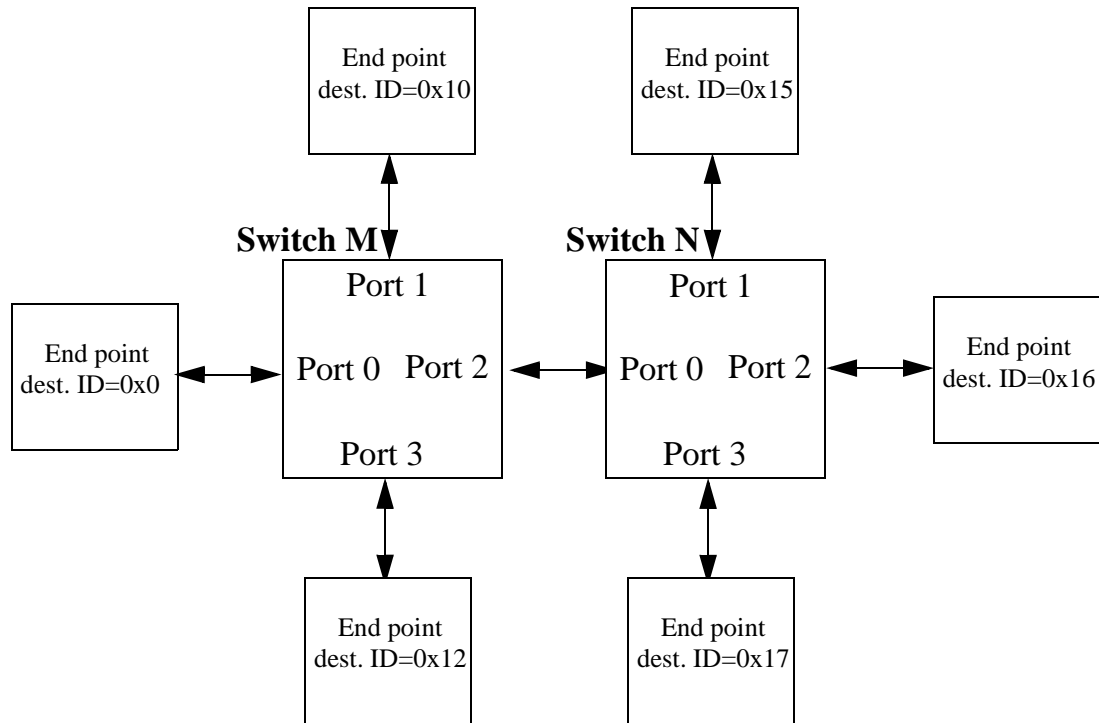 End point
dest. ID=0x10
End point
dest. ID=0x15
Switch M
Switch N
Port 1
Port 1
End point
dest. ID=0x0
Port 0
Port 2
Port 0
Port 2
End point
dest. ID=0x16
Port 3
Port 3
End point
dest. ID=0x12
End point
dest. ID=0x17